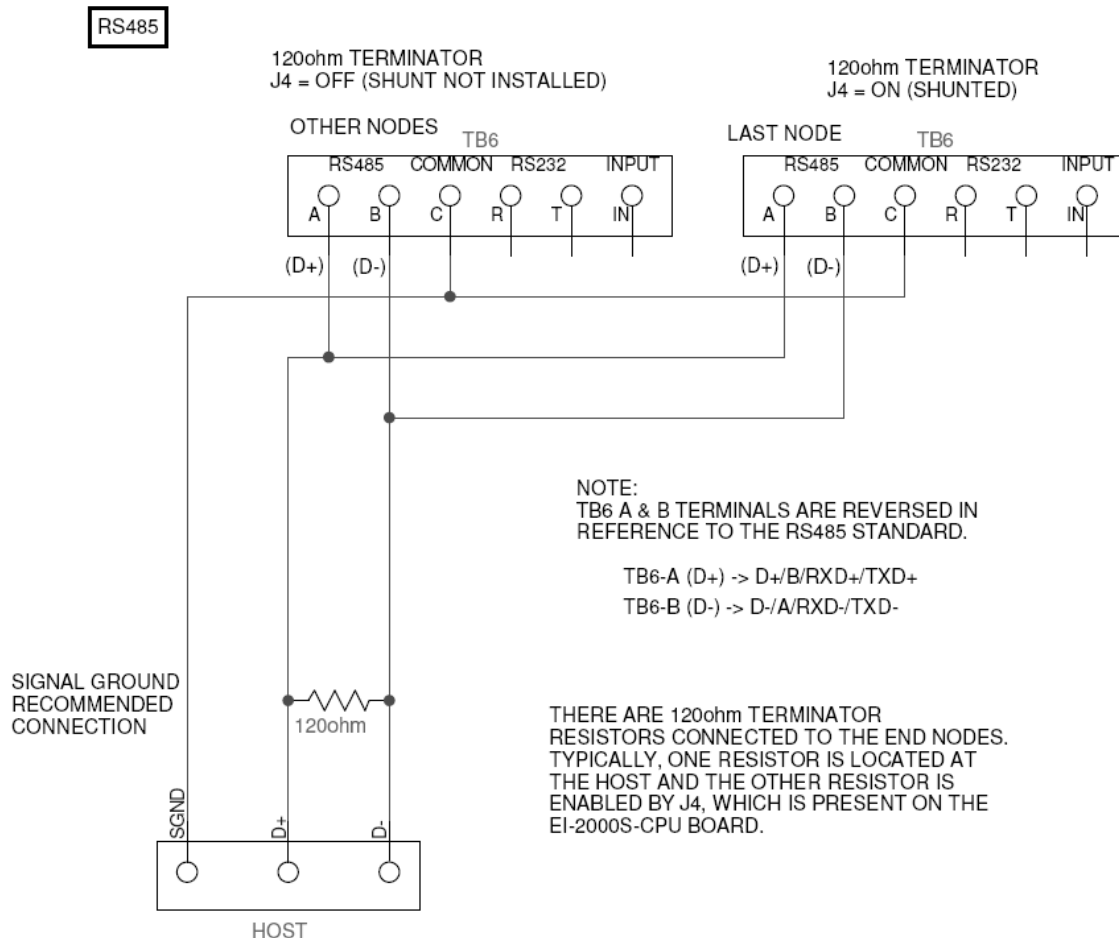 RS485
120ohm TERMINATOR
J4 = OFF (SHUNT NOT INSTALLED)
120ohm TERMINATOR
J4 = ON (SHUNTED)
OTHER NODES
TB6
RS485 COMMON RS232 INPUT
A B C R T IN
(D+) (D-)
LAST NODE
TB6
RS485 COMMON RS232 INPUT
A B C R T IN
(D+) (D-)
NOTE:
TB6 A & B TERMINALS ARE REVERSED IN
REFERENCE TO THE RS485 STANDARD.
TB6-A (D+) -> D+/B/RXD+/TXD+
TB6-B (D-) -> D-/A/RXD-/TXD-
SIGNAL GROUND
RECOMMENDED
CONNECTION
120ohm
THERE ARE 120ohm TERMINATOR
RESISTORS CONNECTED TO THE END NODES.
TYPICALLY, ONE RESISTOR IS LOCATED AT
THE HOST AND THE OTHER RESISTOR IS
ENABLED BY J4, WHICH IS PRESENT ON THE
EI-2000S-CPU BOARD.
SGND
D+
D-
HOST